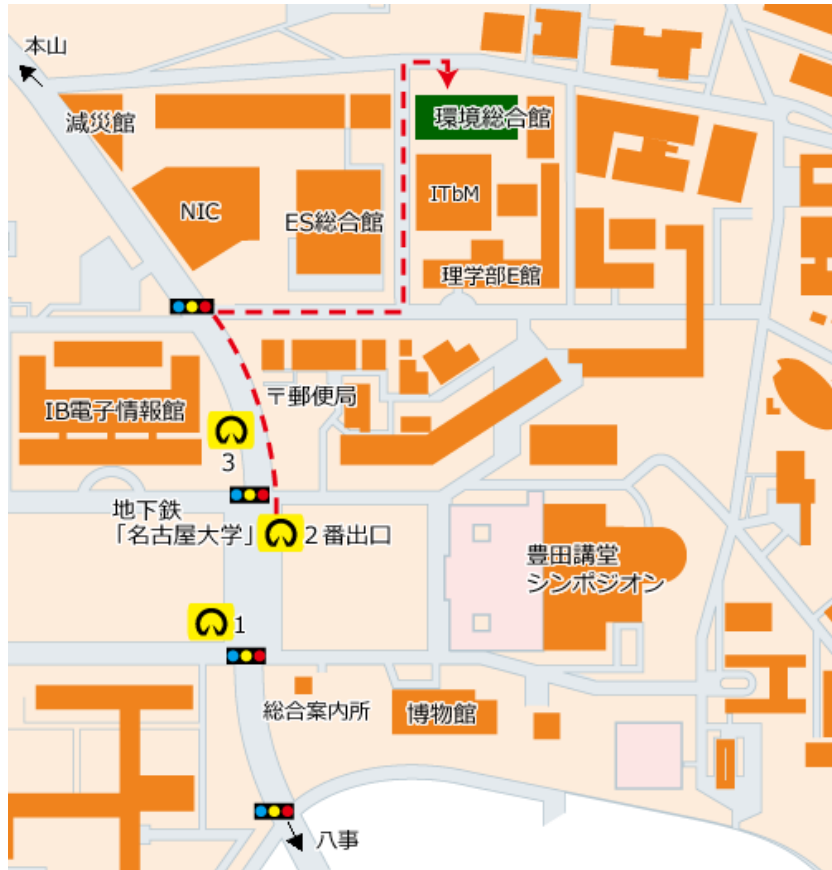 本山
減災館
環境総合館
NIC
ES総合館
ITbM
理学部E館
〒郵便局
IB電子情報館
3
地下鉄
「名古屋大学」
2番出口
豊田講堂
シンポジオン
1
総合案内所
博物館
八事